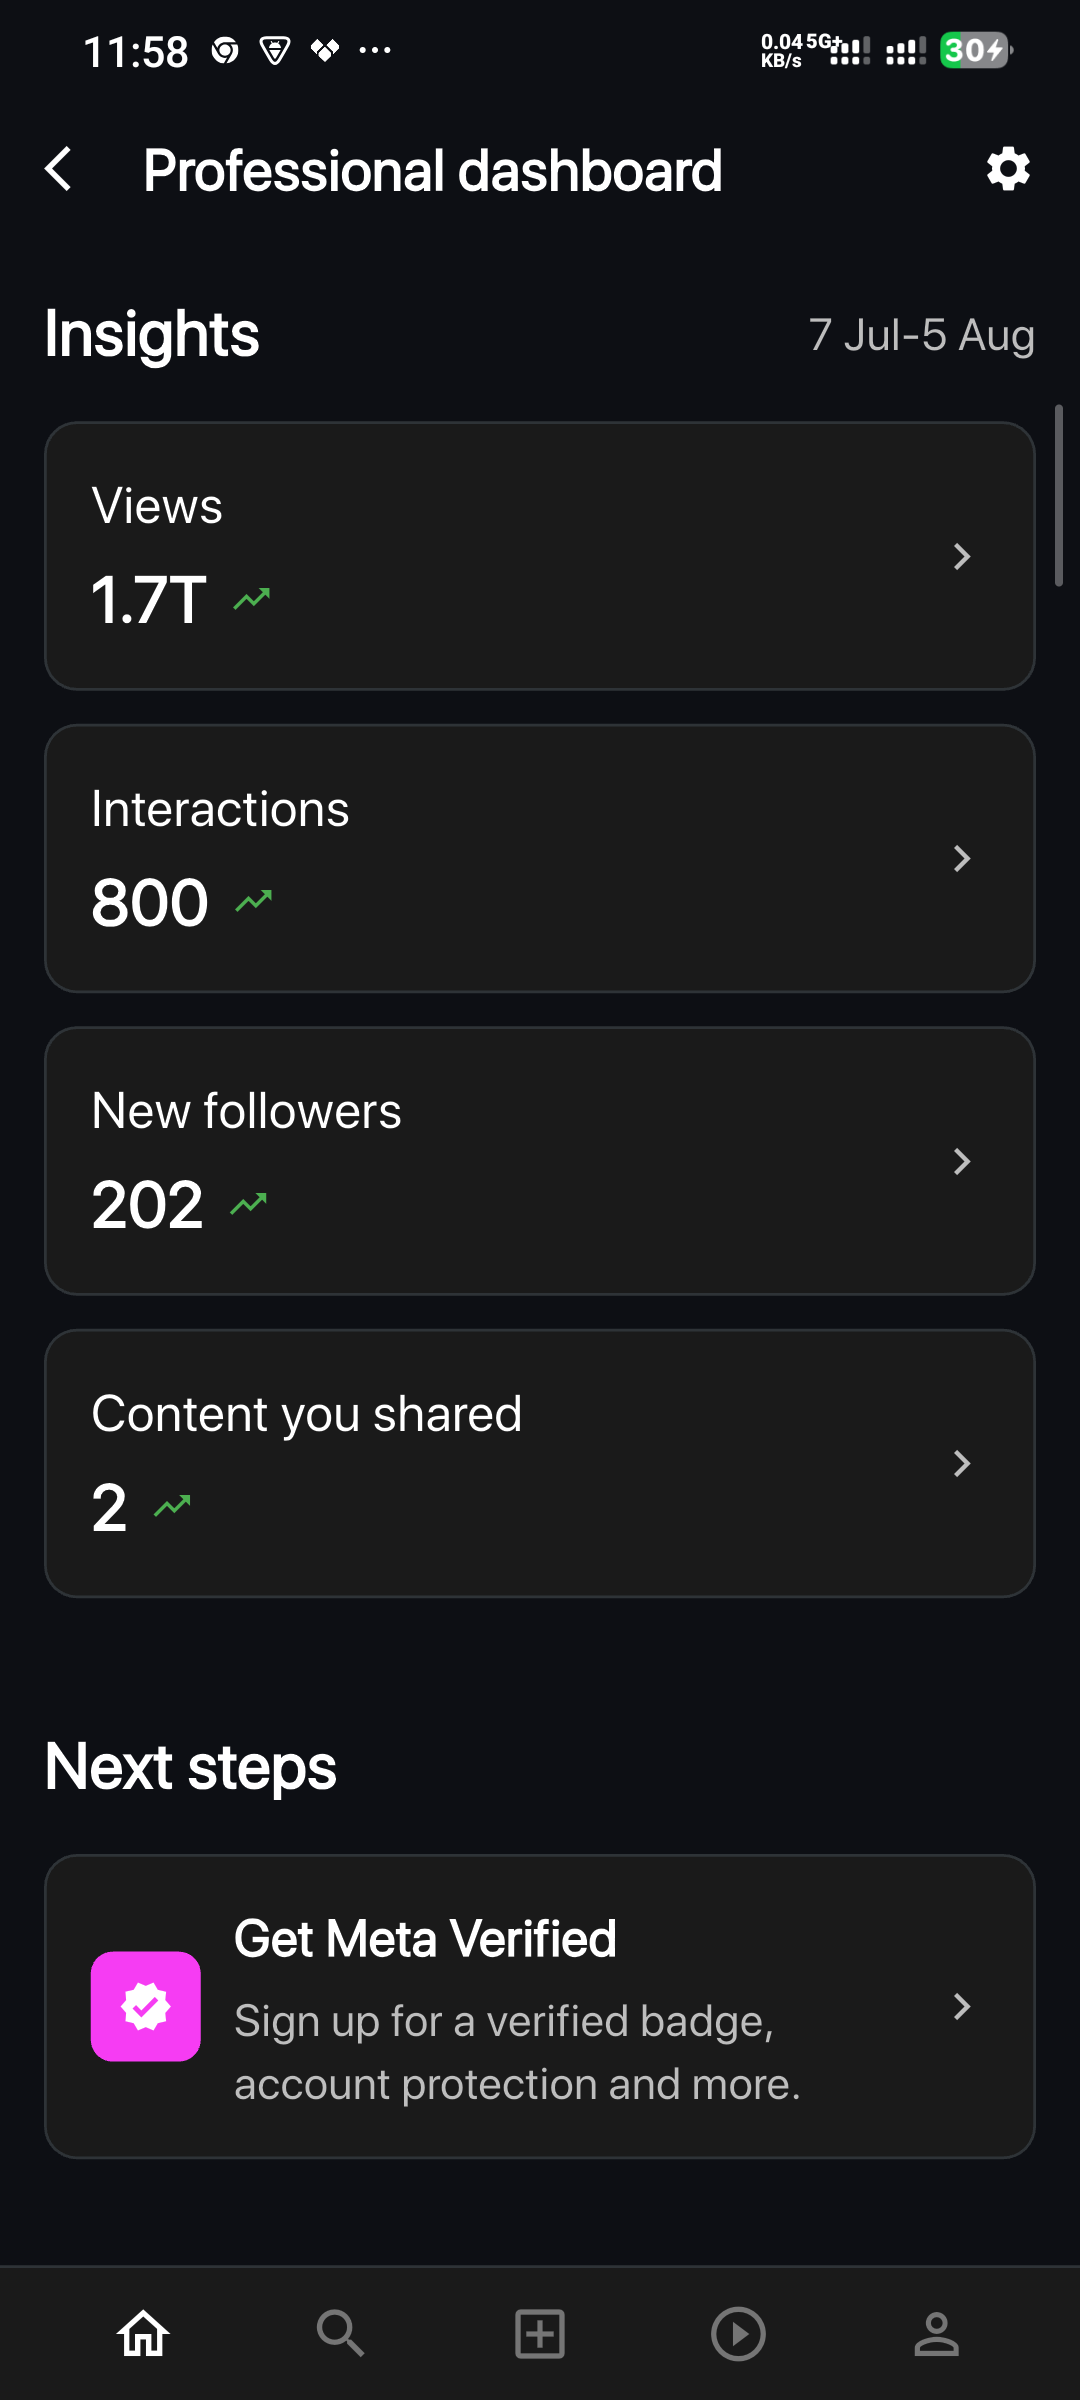 11:58
0.04 5G+
KB/s
30
Professional dashboard
Insights
7 Jul-5 Aug
Views
1.7T
Interactions
800
New followers
202
Content you shared
2
Next steps
Get Meta Verified
Sign up for a verified badge,
account protection and more.